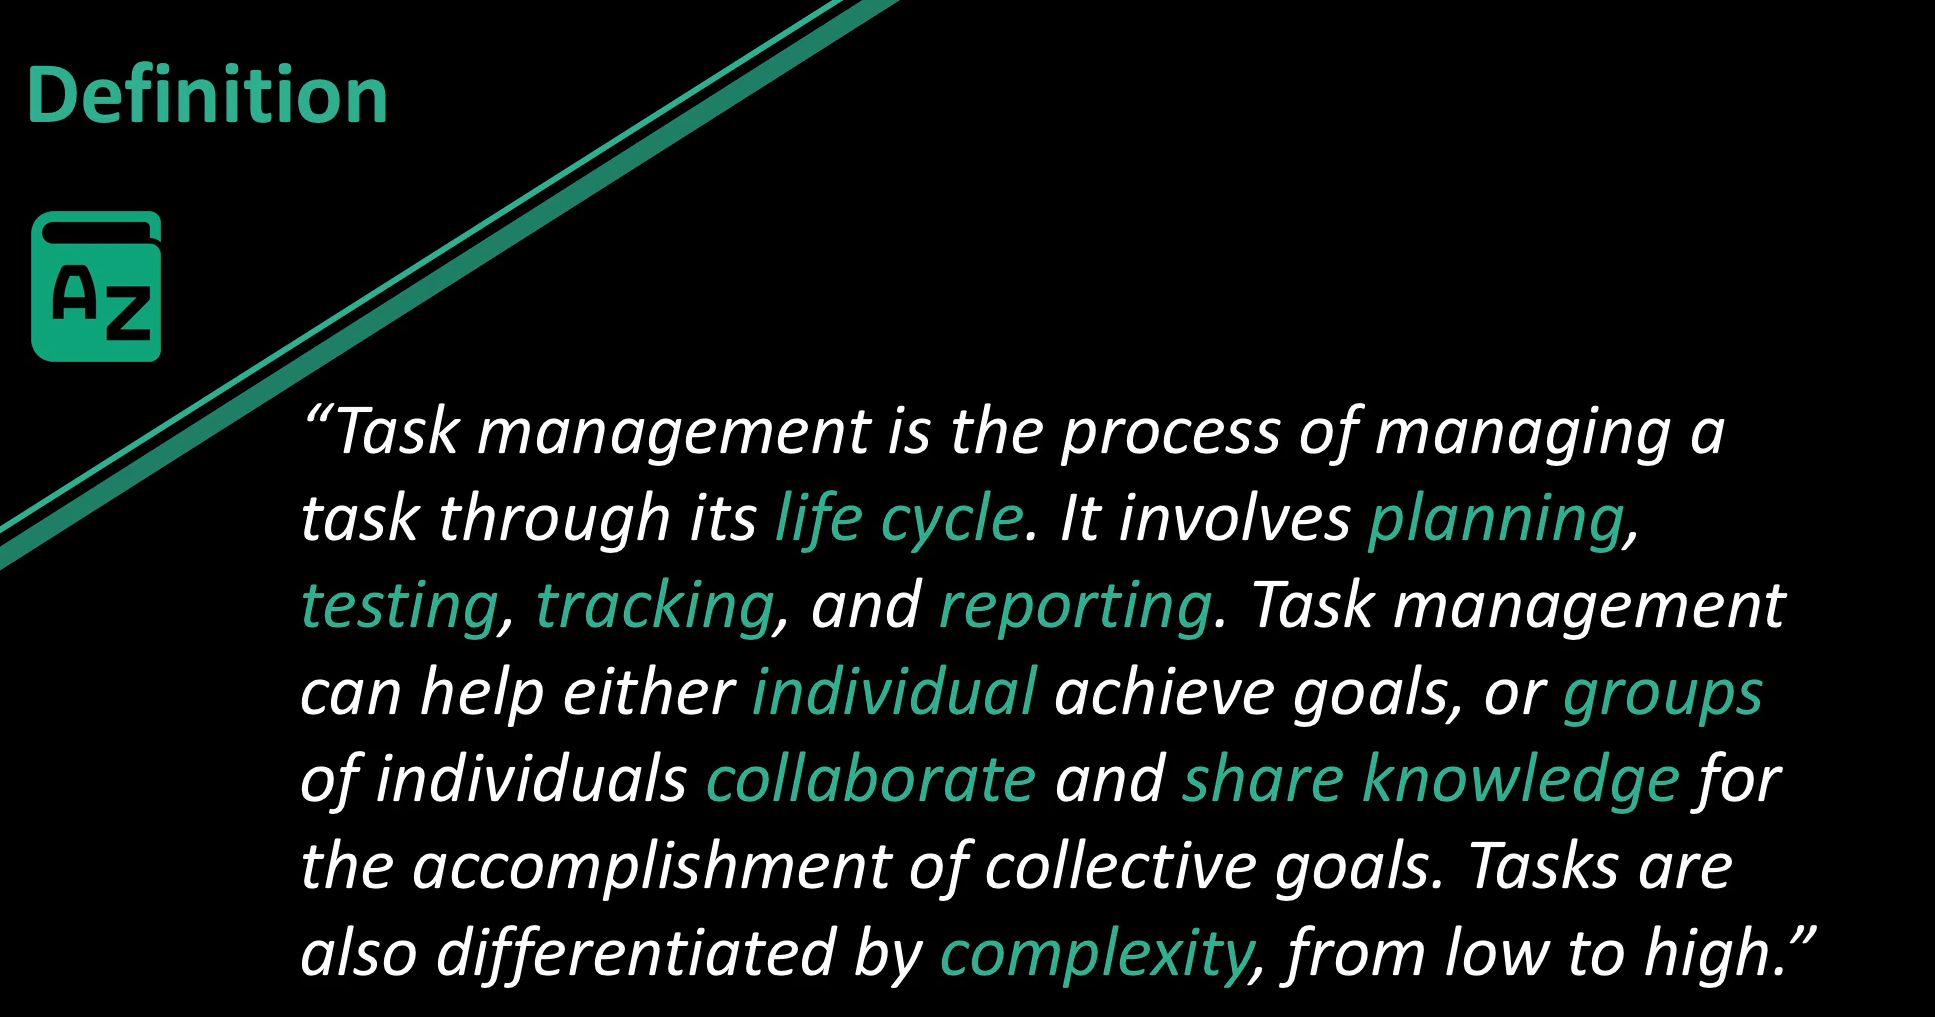 Definition
AZ
“Task management is the process of managing a
task through its life cycle. It involves planning,
testing, tracking, and reporting. Task management
can help either individual achieve goals, or groups
of individuals collaborate and share knowledge for
the accomplishment of collective goals. Tasks are
also differentiated by complexity, from low to high.”